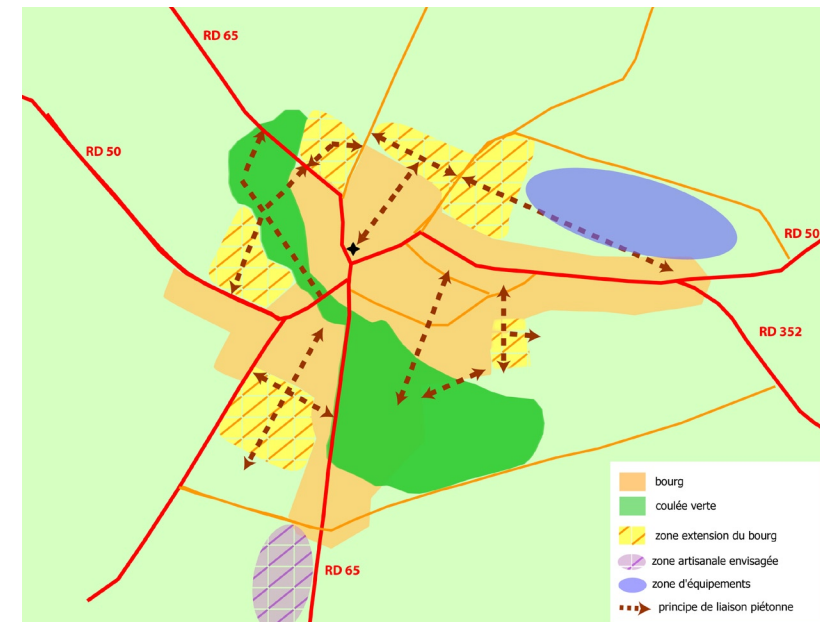 RD 65
RD 50
RD 50
RD 352
RD 65
bourg
coulée verte
zone extension du bourg
zone artisanale envisagée
zone d'équipements
principe de liaison piétonne